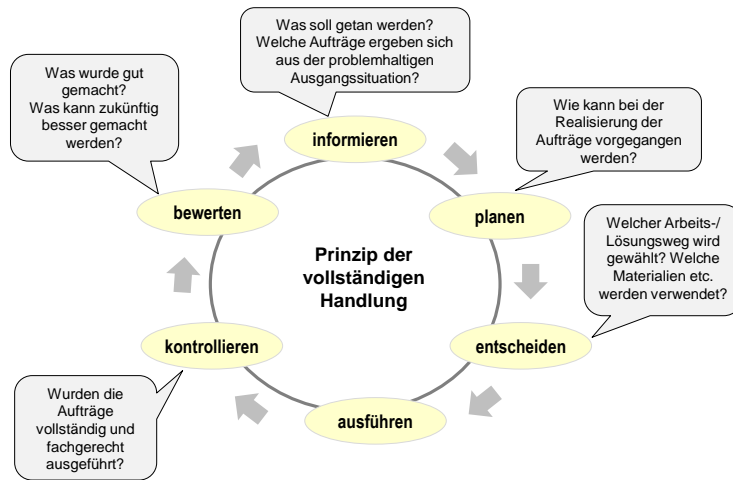 Was soll getan werden?
Welche Aufträge ergeben sich
aus der problemhaltigen
Ausgangssituation?
informieren
Wie kann bei der
Realisierung der
Aufträge vorgegangen
werden?
planen
Welcher Arbeits-/
Lösungsweg wird
gewählt? Welche
Materialien etc.
werden verwendet?
entscheiden
ausführen
Wurden die
Aufträge
vollständig und
fachgerecht
ausgeführt?
kontrollieren
Was wurde gut
gemacht?
Was kann zukünftig
besser gemacht
werden?
bewerten
Prinzip der
vollständigen
Handlung